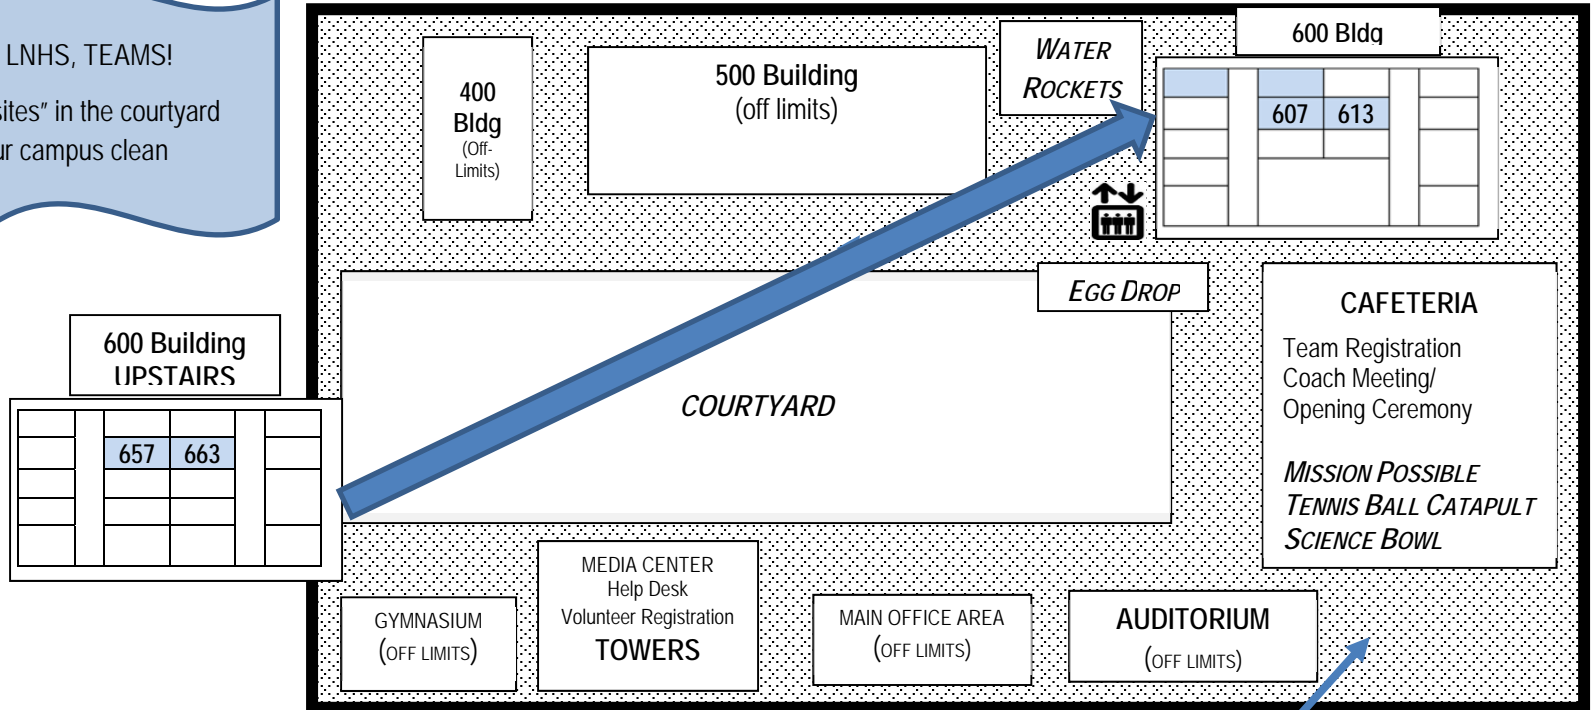 LNHS, TEAMS!
sites” in the courtyard
ur campus clean
400
Bldg
(Off-
Limits)
500 Building
(off limits)
WATER
ROCKETS
600 Bldg
607 613
EGG DROP
600 Building
UPSTAIRS
657 663
COURTYARD
CAFETERIA
Team Registration
Coach Meeting/
Opening Ceremony
MISSION POSSIBLE
TENNIS BALL CATAPULT
SCIENCE BOWL
GYMNASIUM
(OFF LIMITS)
MEDIA CENTER
Help Desk
Volunteer Registration
TOWERS
MAIN OFFICE AREA
(OFF LIMITS)
AUDITORIUM
(OFF LIMITS)